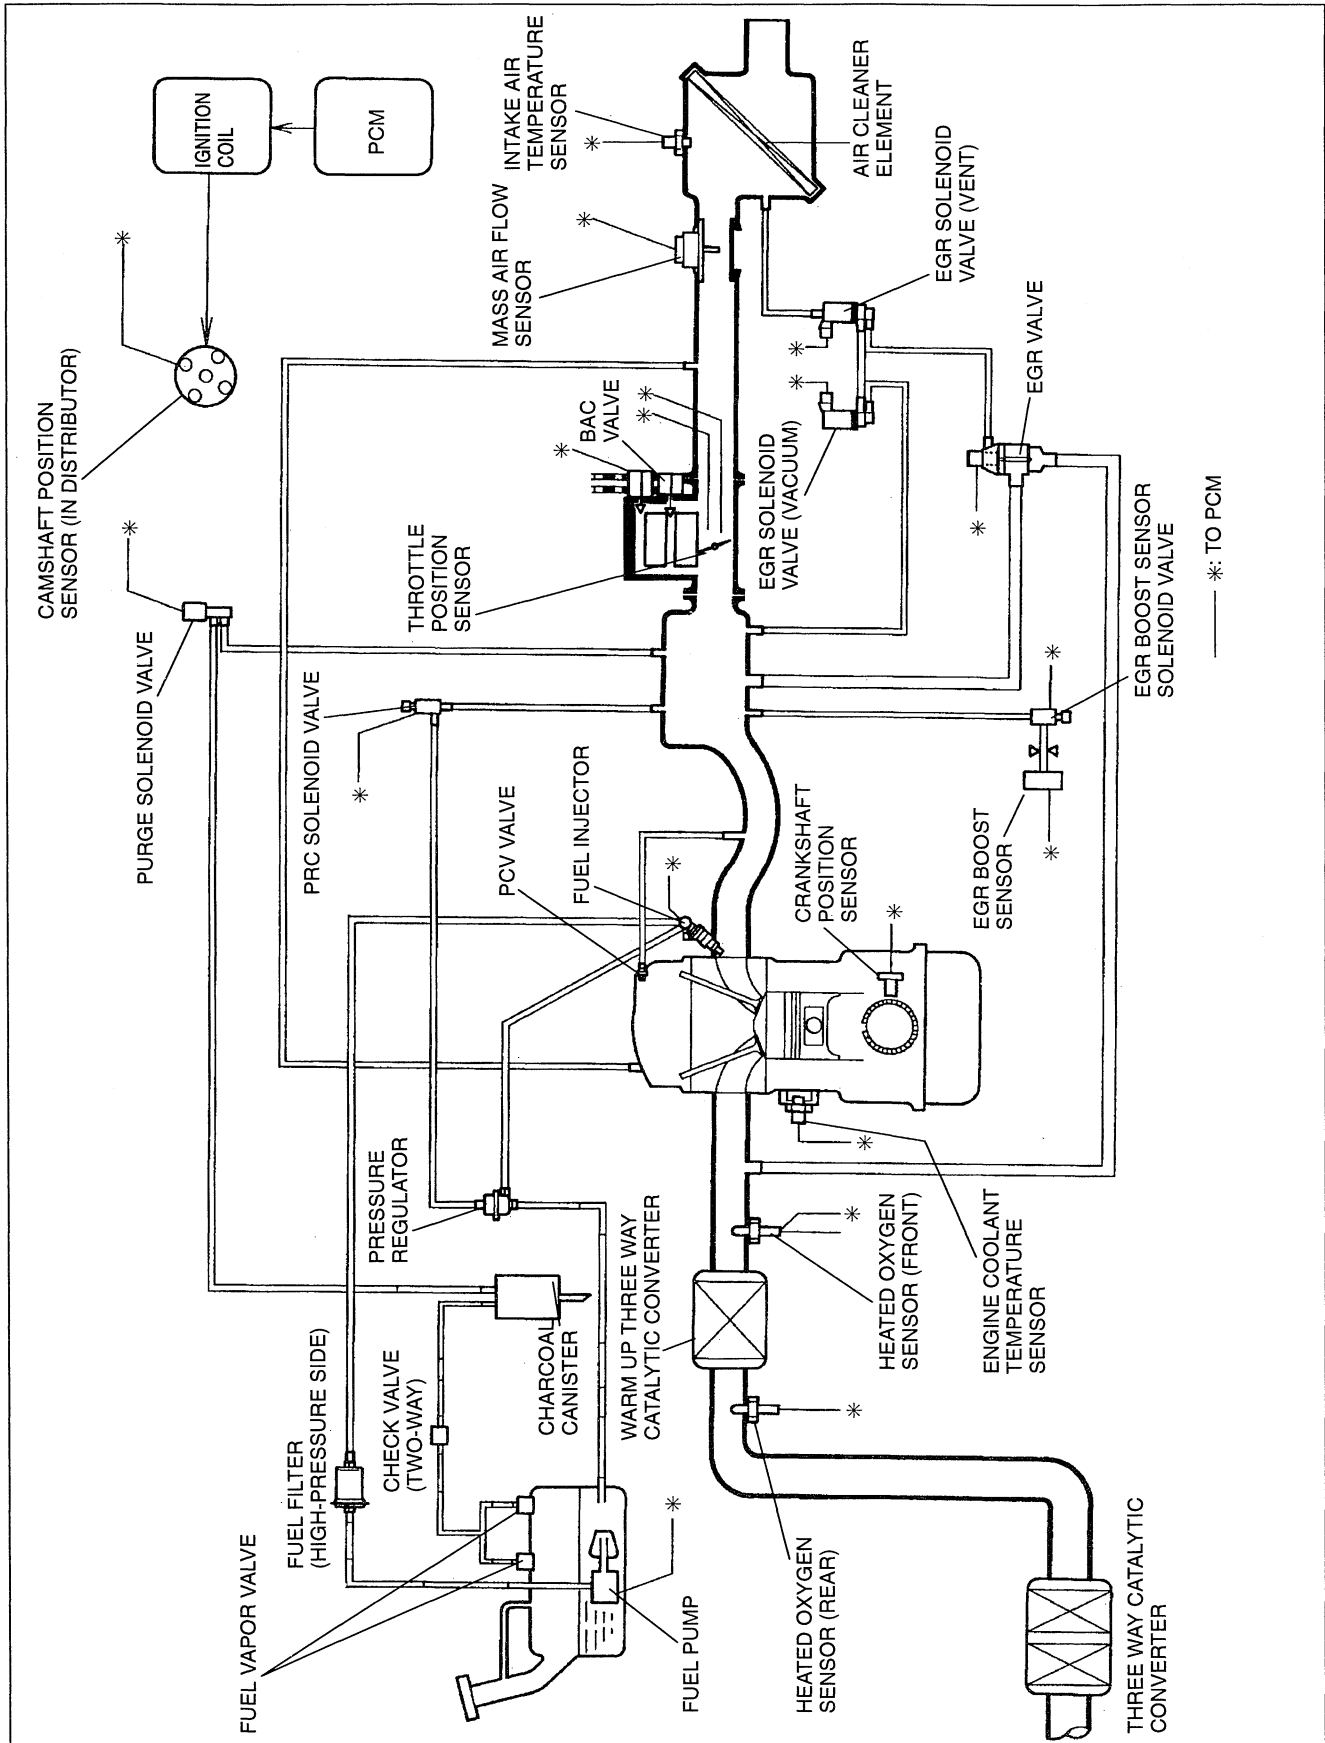 CAMSHAFT POSITION
SENSOR (IN DISTRIBUTOR)
IGNITION
COIL
PCM
PURGE SOLENOID VALVE
PRC SOLENOID VALVE
THROTTLE
POSITION
SENSOR
BAC
VALVE
MASS AIR FLOW
SENSOR
INTAKE AIR
TEMPERATURE
SENSOR
AIR CLEANER
ELEMENT
EGR SOLENOID
VALVE (VENT)
EGR SOLENOID
VALVE (VACUUM)
EGR VALVE
EGR BOOST SENSOR
SOLENOID VALVE
EGR BOOST
SENSOR
PCV VALVE
FUEL INJECTOR
CRANKSHAFT
POSITION
SENSOR
PRESSURE
REGULATOR
FUEL FILTER
(HIGH-PRESSURE SIDE)
CHECK VALVE
(TWO-WAY)
CHARCOAL
CANISTER
WARM UP THREE WAY
CATALYTIC CONVERTER
HEATED OXYGEN
SENSOR (FRONT)
ENGINE COOLANT
TEMPERATURE
SENSOR
FUEL VAPOR VALVE
FUEL PUMP
HEATED OXYGEN
SENSOR (REAR)
THREE WAY CATALYTIC
CONVERTER
✳: TO PCM